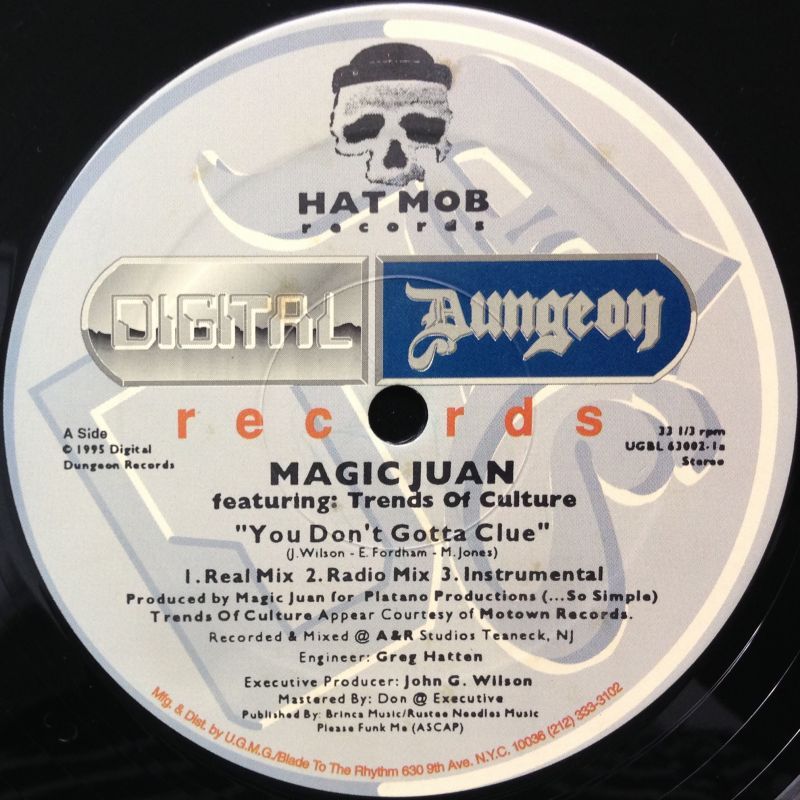 HAT MOB
records
DIGITAL Dungeon
rec rds
A Side
© 1995 Digital
Dungeon Records
33 1/3 rpm
UGBL 63002-1a
Stereo
MAGIC JUAN
featuring: Trends Of Culture
"You Don't Gotta Clue"
(J. Wilson - E. Fordham - M. Jones)
1. Real Mix 2. Radio Mix 3. Instrumental
Produced by Magic Juan for Platano Productions (...So Simple)
Trends Of Culture Appear Courtesy of Motown Records.
Recorded & Mixed @ A&R Studios Teaneck, NJ
Engineer: Greg Hatten
Executive Producer: John G. Wilson
Mastered By: Don @ Executive
Published By: Brinca Music/Rustee Needles Music
Please Funk Me (ASCAP)
Mfg. & Dist. by U.G.M.G./Blade To The Rhythm 630 9th Ave. N.Y.C. 10036 (212) 333-3102